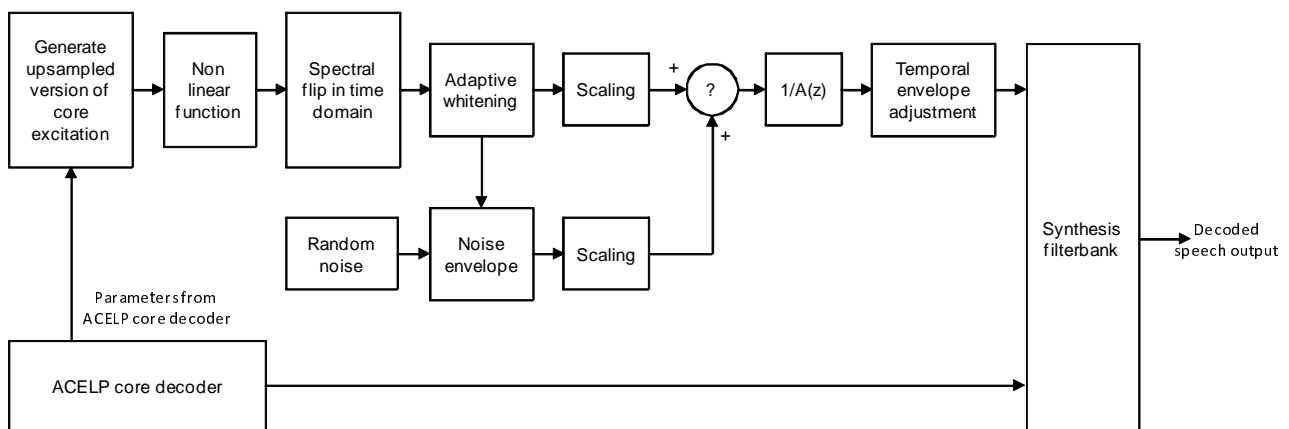 Generate
upsampled
version of
core
excitation
Non
linear
function
Spectral
flip in time
domain
Adaptive
whitening
Scaling
+
?
+
1/A(z)
Temporal
envelope
adjustment
Random
noise
Noise
envelope
Scaling
Synthesis
filterbank
Decoded
speech output
Parameters from
ACELP core decoder
ACELP core decoder